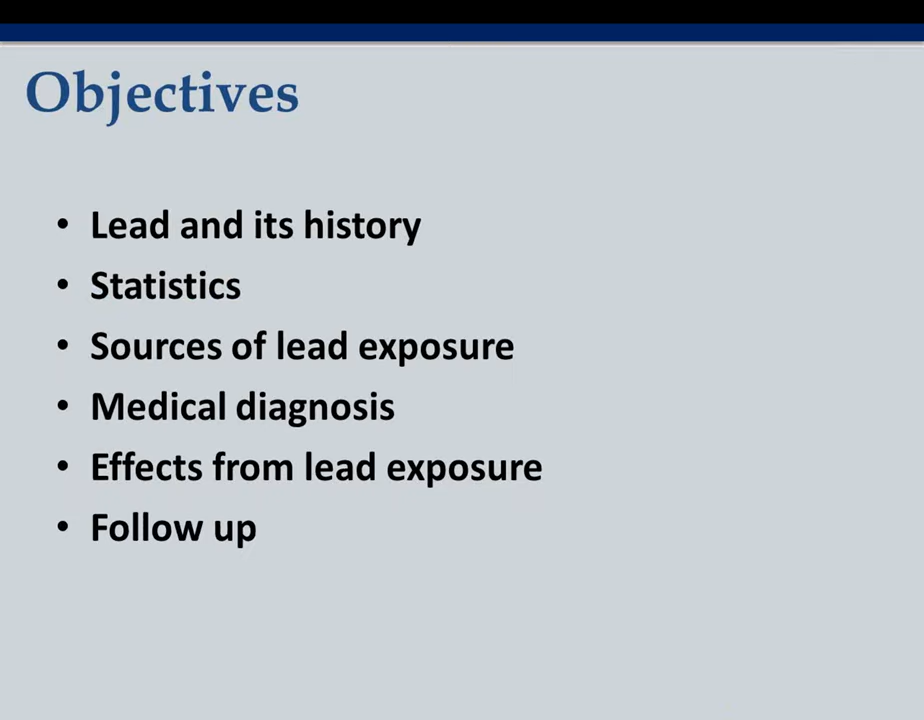 Objectives
• Lead and its history
• Statistics
• Sources of lead exposure
• Medical diagnosis
• Effects from lead exposure
• Follow up